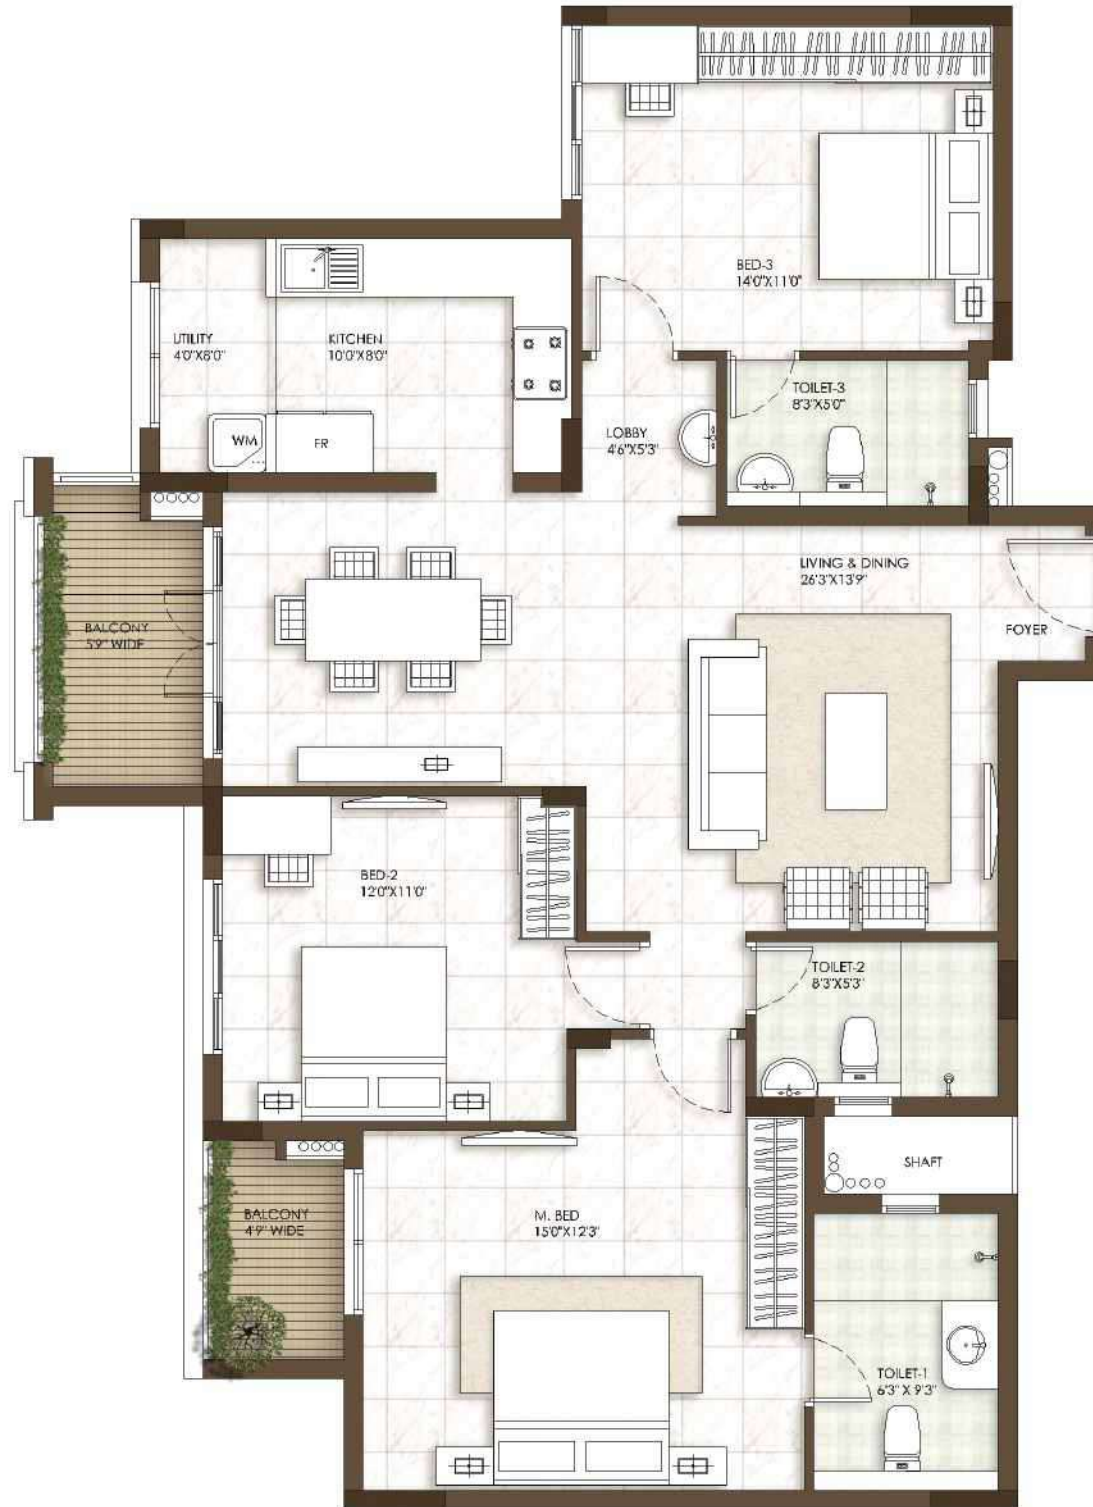 BED-3
14'0"X11'0"
UTILITY
4'0"X8'0"
KITCHEN
10'0"X8'0"
TOILET-3
8'3"X5'0"
LOBBY
4'6"X5'3"
WM
FR
LIVING & DINING
26'3"X13'9"
FOYER
BALCONY
5'9" WIDE
BED-2
12'0"X11'0"
TOILET-2
8'3"X5'3"
SHAFT
BALCONY
4'9" WIDE
M. BED
15'0"X12'3"
TOILET-1
6'3" X 9'3"